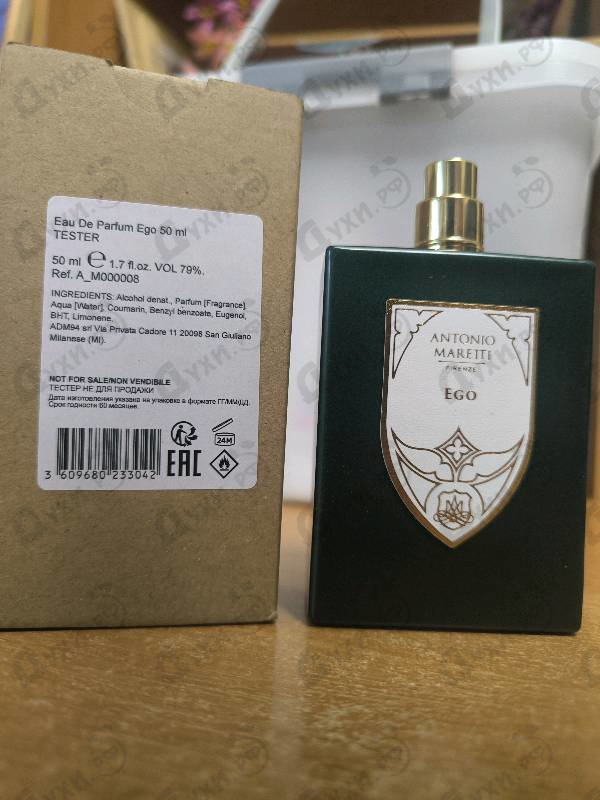 Eau De Parfum Ego 50 ml
TESTER
50 ml ℮ 1.7 fl.oz. VOL 79%.
Ref. A_M000008
INGREDIENTS: Alcohol denat., Parfum [Fragrance]
Aqua [Water], Coumarin, Benzyl benzoate, Eugenol,
BHT, Limonene.
ADM94 srl Via Privata Cadore 11 20098 San Giuliano
Milanese (MI).
NOT FOR SALE/NON VENDIBILE
ТЕСТЕР НЕ ДЛЯ ПРОДАЖИ
Дата изготовления указана на упаковке в формате ГГ/ММ/ДД.
Срок годности 60 месяцев.
24M
EAC
3 609680 233042
ANTONIO
MARETTI
FIRENZE
EGO
Духи.РФ